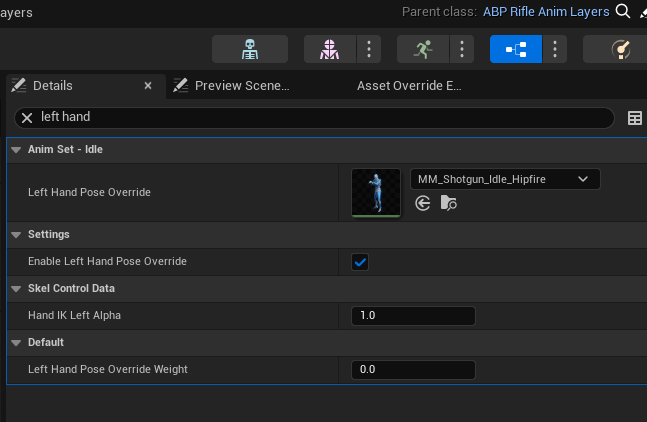 ayers
Parent class: ABP Rifle Anim Layers
Details
Preview Scene...
Asset Override E...
left hand
Anim Set - Idle
Left Hand Pose Override
MM_Shotgun_Idle_Hipfire
Settings
Enable Left Hand Pose Override
Skel Control Data
Hand IK Left Alpha
1.0
Default
Left Hand Pose Override Weight
0.0